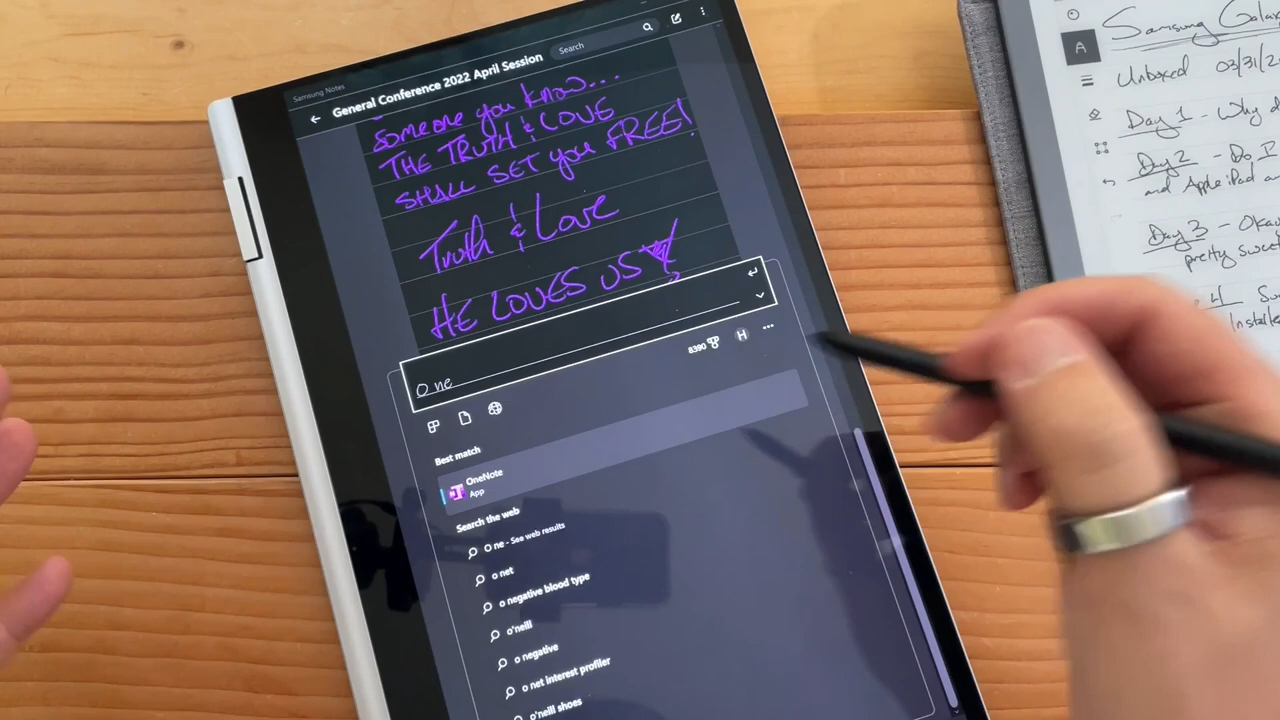 Samsung Notes
General Conference 2022 April Session
Search
someone you know...
THE TRUTH & LOVE
SHALL SET you FREE!
Truth & Love
HE LOVES US
O ne
8390
H
Best match
OneNote
App
Search the web
O ne - See web results
o net
o negative blood type
o'neill
o negative
o net interest profiler
o'neill shoes
A
Samsung
Unboxed 03/31/2
Day 1 - Why d
Day 2 - Do I
and Apple iPad
Day 3 - Okay
pretty sweet
4
Installe